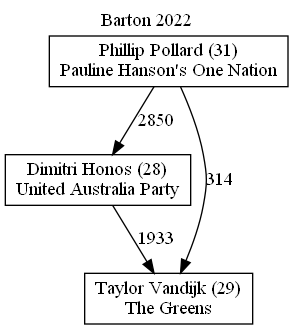 Barton 2022
Phillip Pollard (31)
Pauline Hanson's One Nation
2850
Dimitri Honos (28)
United Australia Party
314
1933
Taylor Vandijk (29)
The Greens